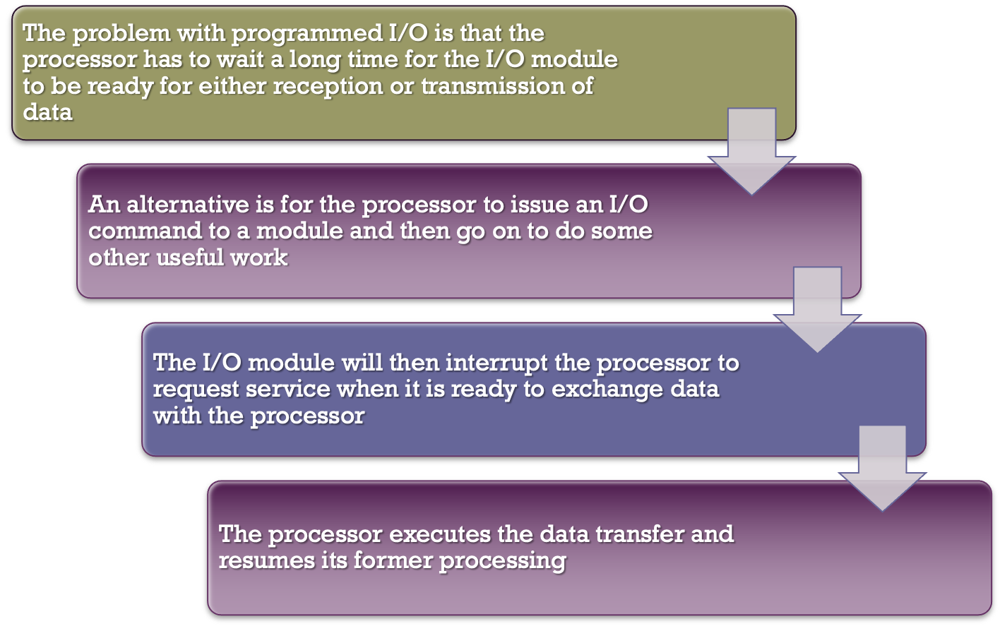 The problem with programmed I/O is that the
processor has to wait a long time for the I/O module
to be ready for either reception or transmission of
data
An alternative is for the processor to issue an I/O
command to a module and then go on to do some
other useful work
The I/O module will then interrupt the processor to
request service when it is ready to exchange data
with the processor
The processor executes the data transfer and
resumes its former processing